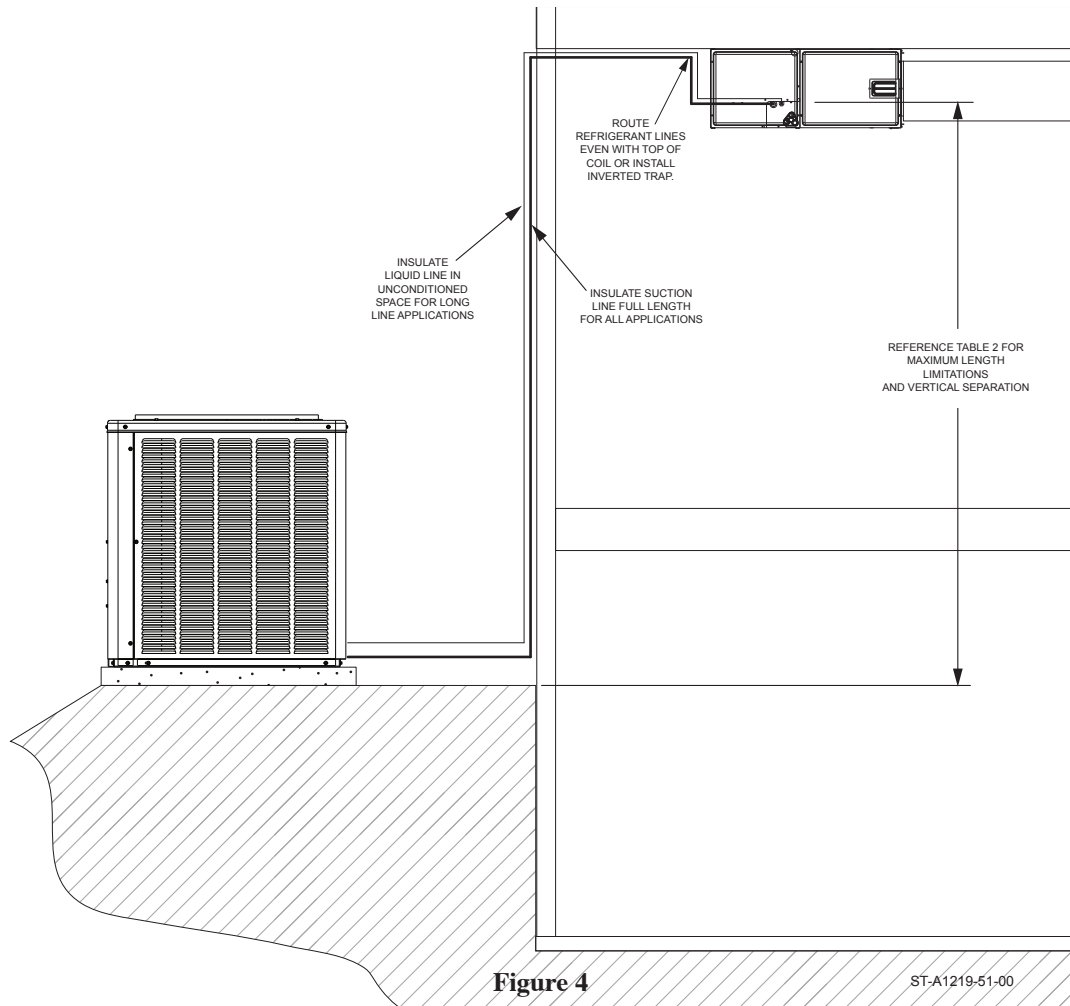 ROUTE
REFRIGERANT LINES
EVEN WITH TOP OF
COIL OR INSTALL
INVERTED TRAP.
INSULATE
LIQUID LINE IN
UNCONDITIONED
SPACE FOR LONG
LINE APPLICATIONS
INSULATE SUCTION
LINE FULL LENGTH
FOR ALL APPLICATIONS
REFERENCE TABLE 2 FOR
MAXIMUM LENGTH
LIMITATIONS
AND VERTICAL SEPARATION
Figure 4
ST-A1219-51-00